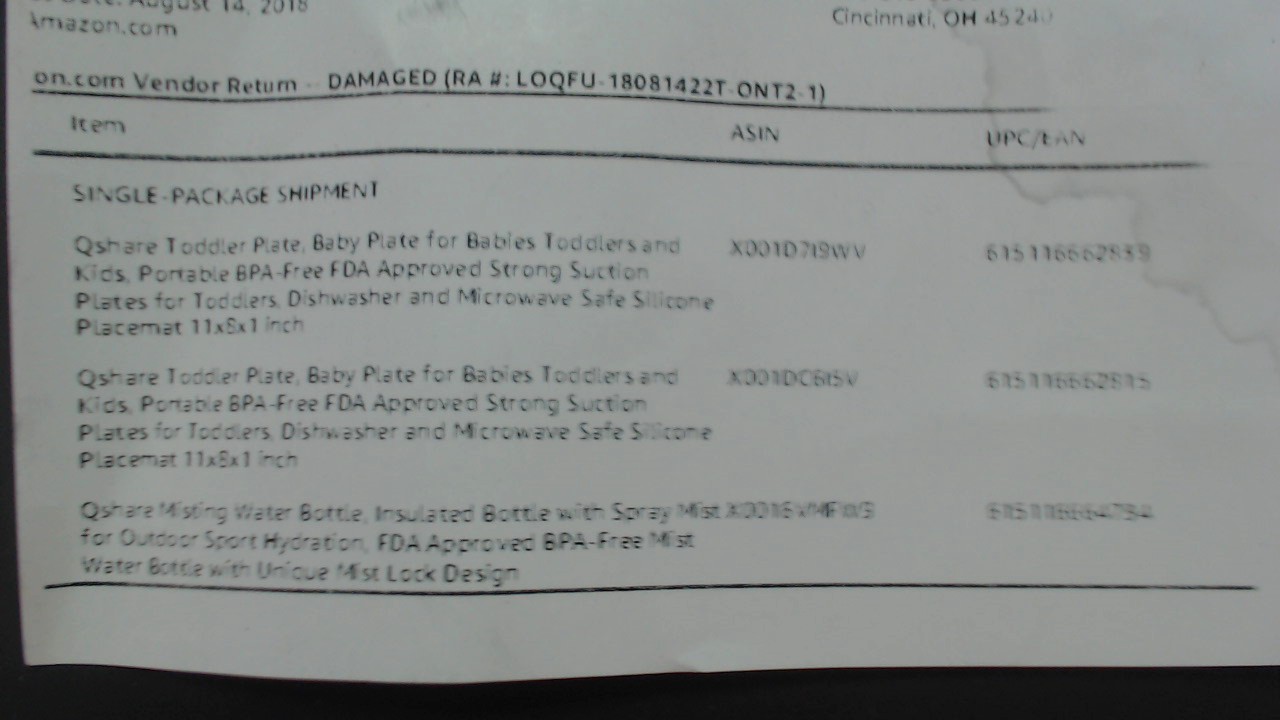 August 14, 2018
Amazon.com
Cincinnati, OH 45240
on.com Vendor Return - DAMAGED (RA #: LOQFU-18081422T-ONT2-1)
Item ASIN UPC/EAN
SINGLE-PACKAGE SHIPMENT
Qshare Toddler Plate, Baby Plate for Babies Toddlers and X001D7I9WV
Kids, Portable BPA-Free FDA Approved Strong Suction
Plates for Toddlers, Dishwasher and Microwave Safe Silicone
Placemat 11x8x1 inch
Qshare Toddler Plate, Baby Plate for Babies Toddlers and
Kids, Portable BPA-Free FDA Approved Strong Suction
Plates for Toddlers, Dishwasher and Microwave Safe Silicone
Placemat 11x8x1 inch
Qshare Misting Water Bottle, Insulated Bottle with Spray Mist
for Outdoor Sport Hydration, FDA Approved BPA-Free Mist
Water Bottle with Unique Mist Lock Design